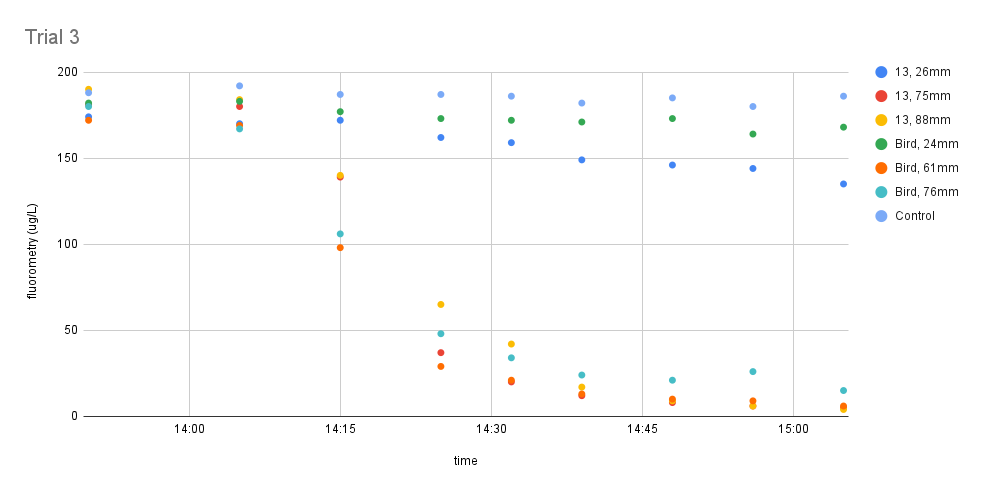 Trial 3
200
150
100
50
0
fluorometry (ug/L)
14:00
14:15
14:30
14:45
15:00
time
13, 26mm
13, 75mm
13, 88mm
Bird, 24mm
Bird, 61mm
Bird, 76mm
Control